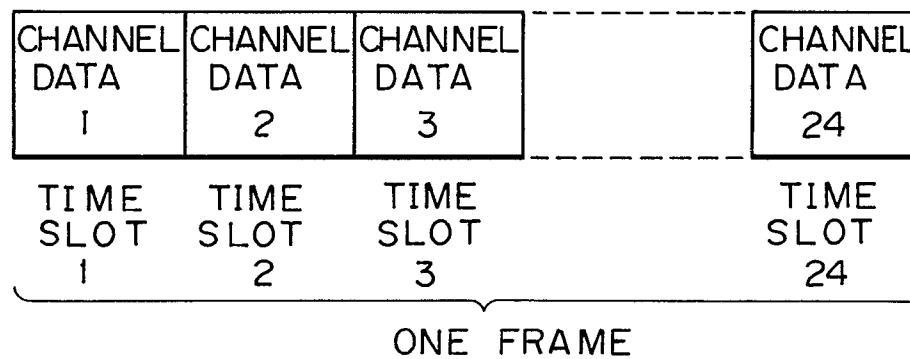 CHANNEL CHANNEL CHANNEL CHANNEL
DATA DATA DATA DATA
1 2 3 24
TIME TIME TIME TIME
SLOT SLOT SLOT SLOT
1 2 3 24
ONE FRAME